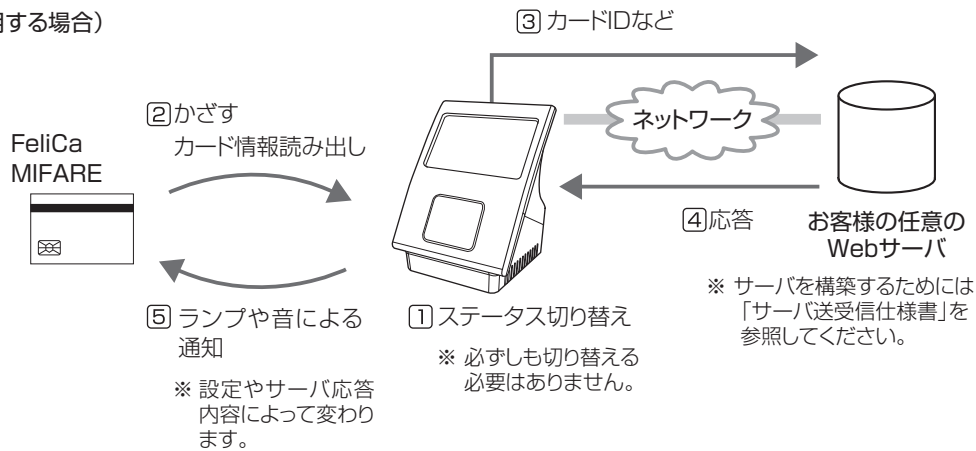 用する場合）
3 カードIDなど
2 かざす
カード情報読み出し
FeliCa
MIFARE
ネットワーク
4 応答
お客様の任意の
Webサーバ
※ サーバを構築するためには
「サーバ送受信仕様書」を
参照してください。
5 ランプや音による
通知
※ 設定やサーバ応答
内容によって変わり
ます。
1 ステータス切り替え
※ 必ずしも切り替える
必要はありません。